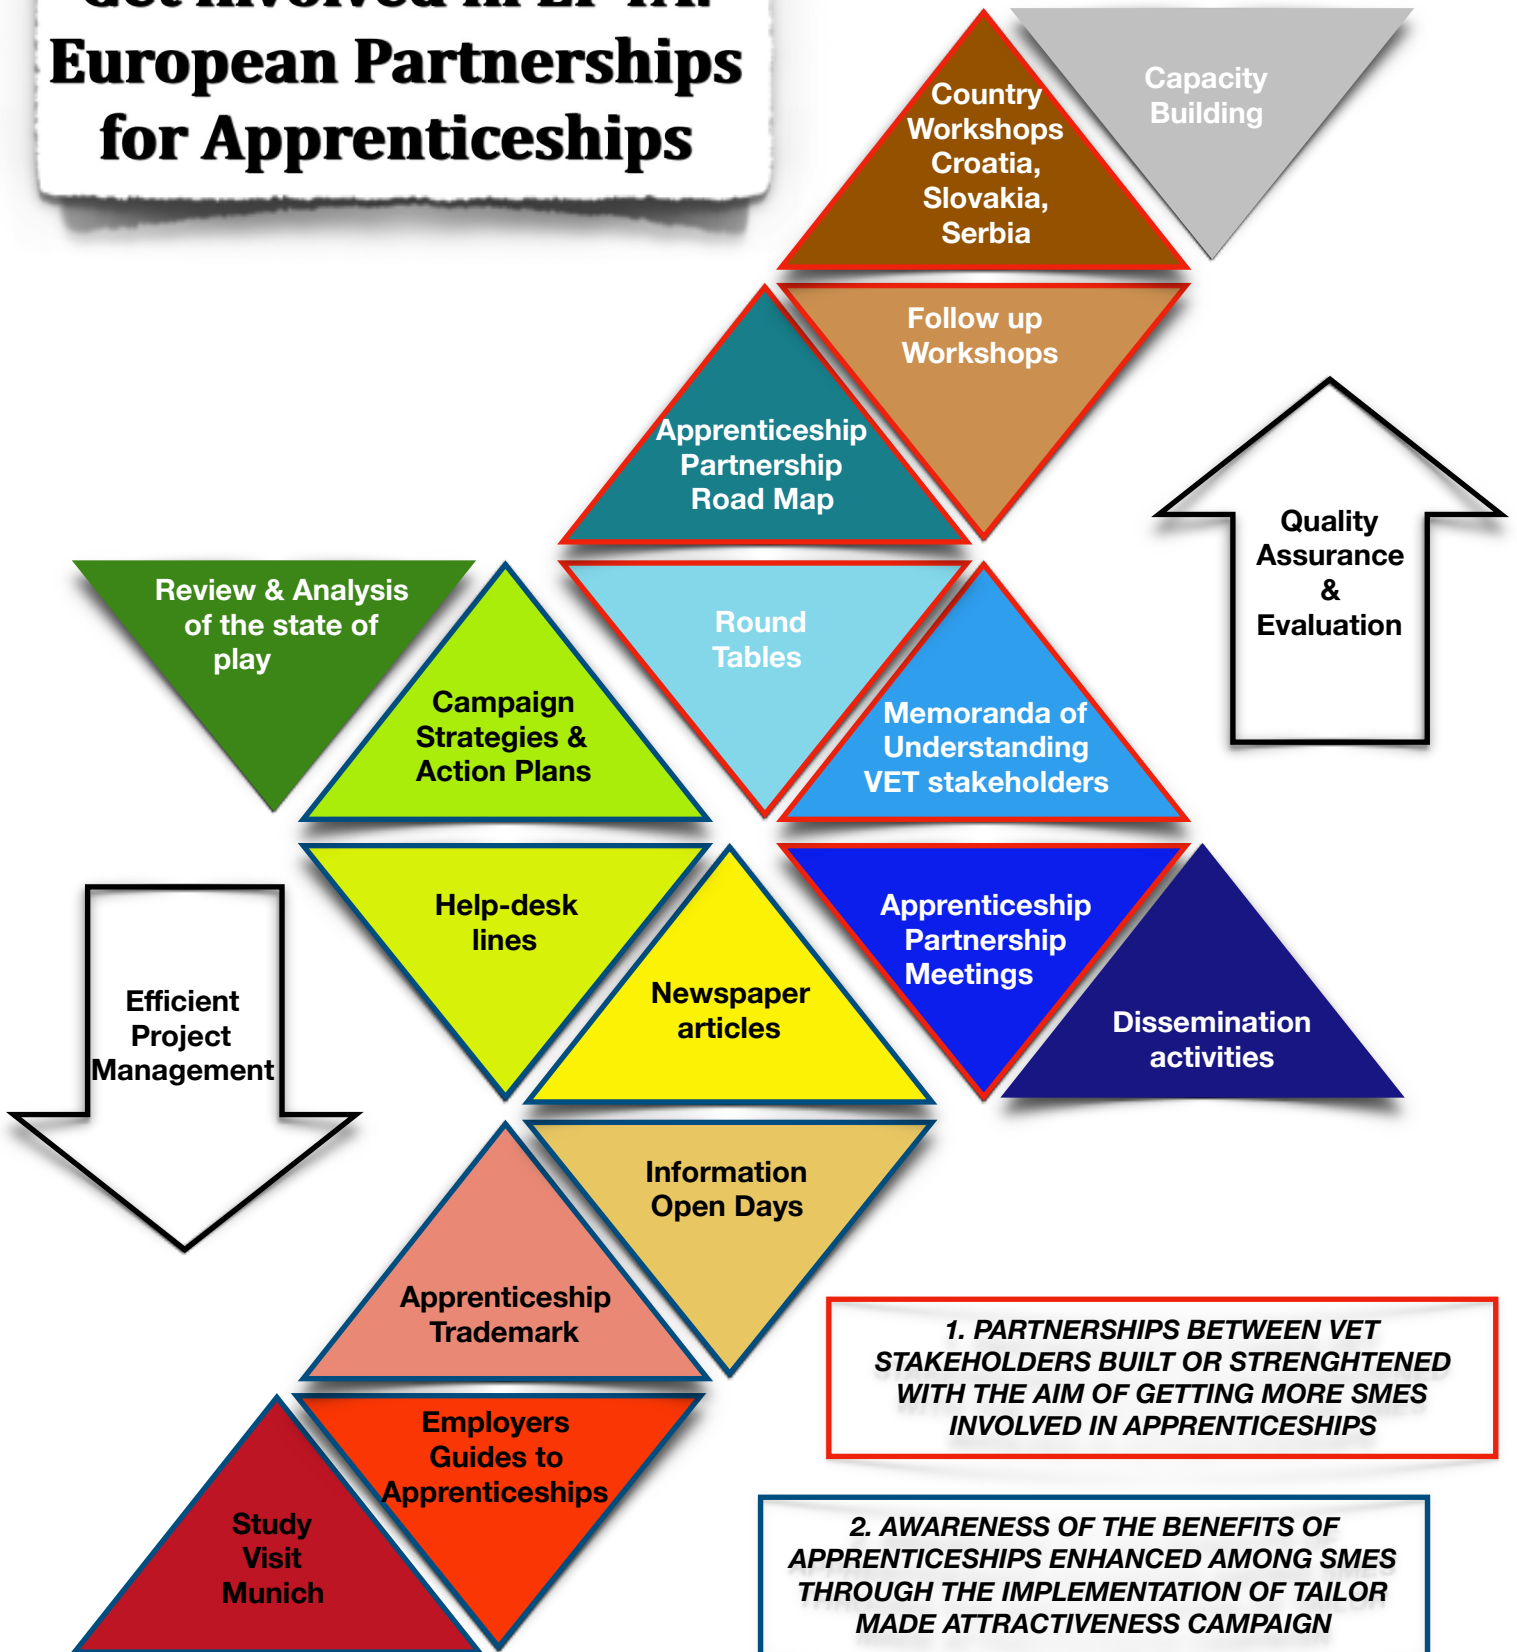 Get involved in EPTA:
European Partnerships
for Apprenticeships
Country
Workshops
Croatia,
Slovakia,
Serbia
Capacity
Building
Follow up
Workshops
Apprenticeship
Partnership
Road Map
Quality
Assurance
&
Evaluation
Review & Analysis
of the state of
play
Campaign
Strategies &
Action Plans
Round
Tables
Memoranda of
Understanding
VET stakeholders
Help-desk
lines
Newspaper
articles
Apprenticeship
Partnership
Meetings
Dissemination
activities
Efficient
Project
Management
Information
Open Days
Apprenticeship
Trademark
Employers
Guides to
Apprenticeships
Study
Visit
Munich
1. PARTNERSHIPS BETWEEN VET
STAKEHOLDERS BUILT OR STRENGHTENED
WITH THE AIM OF GETTING MORE SMES
INVOLVED IN APPRENTICESHIPS
2. AWARENESS OF THE BENEFITS OF
APPRENTICESHIPS ENHANCED AMONG SMES
THROUGH THE IMPLEMENTATION OF TAILOR
MADE ATTRACTIVENESS CAMPAIGN